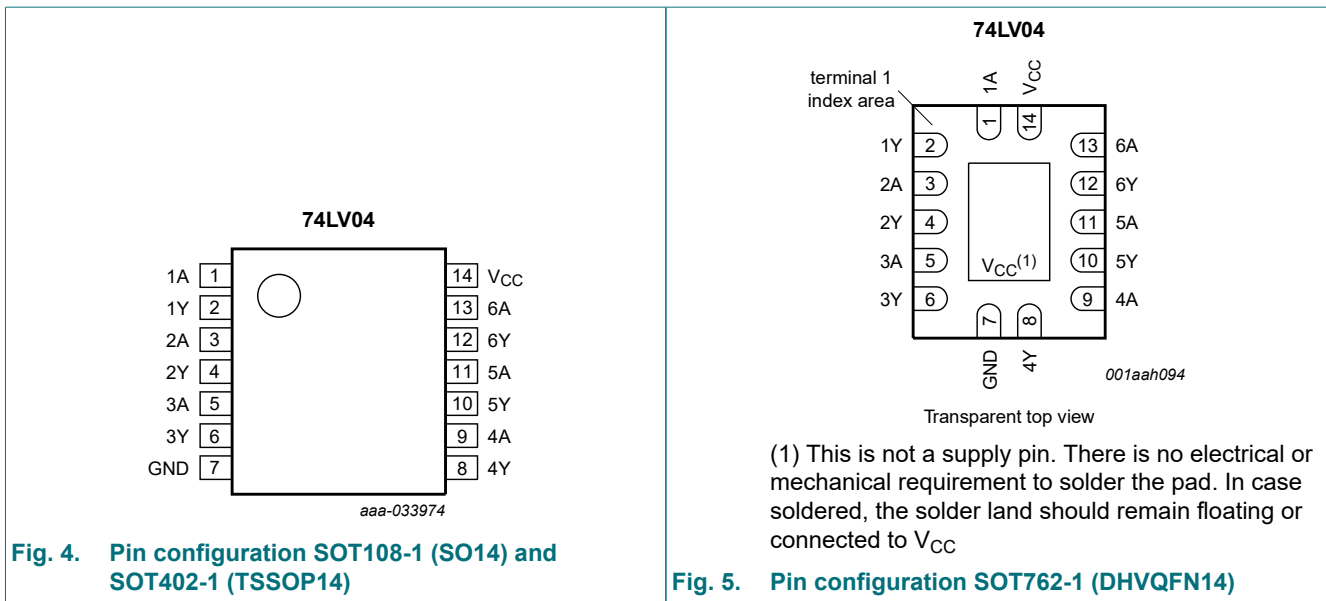 74LV04
1A 1
1Y 2
2A 3
2Y 4
3A 5
3Y 6
GND 7
14 VCC
13 6A
12 6Y
11 5A
10 5Y
9 4A
8 4Y
aaa-033974
Fig. 4. Pin configuration SOT108-1 (SO14) and
SOT402-1 (TSSOP14)
74LV04
terminal 1
index area
1A
VCC
1
14
1Y 2
2A 3
2Y 4
3A 5
3Y 6
13 6A
12 6Y
11 5A
10 5Y
9 4A
VCC(1)
7
8
GND
4Y
001aah094
Transparent top view
(1) This is not a supply pin. There is no electrical or
mechanical requirement to solder the pad. In case
soldered, the solder land should remain floating or
connected to VCC
Fig. 5. Pin configuration SOT762-1 (DHVQFN14)